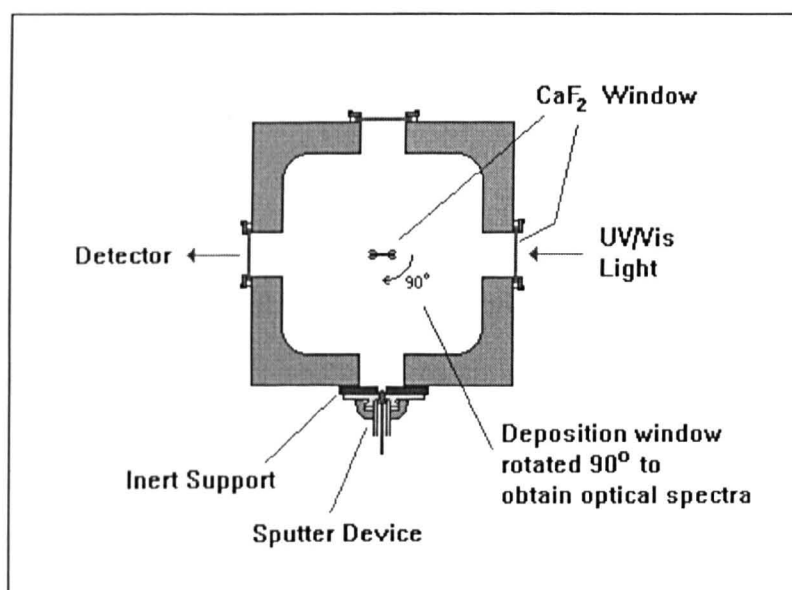 CaF₂ Window
Detector
UV/Vis
Light
90°
Deposition window
rotated 90° to
obtain optical spectra
Inert Support
Sputter Device